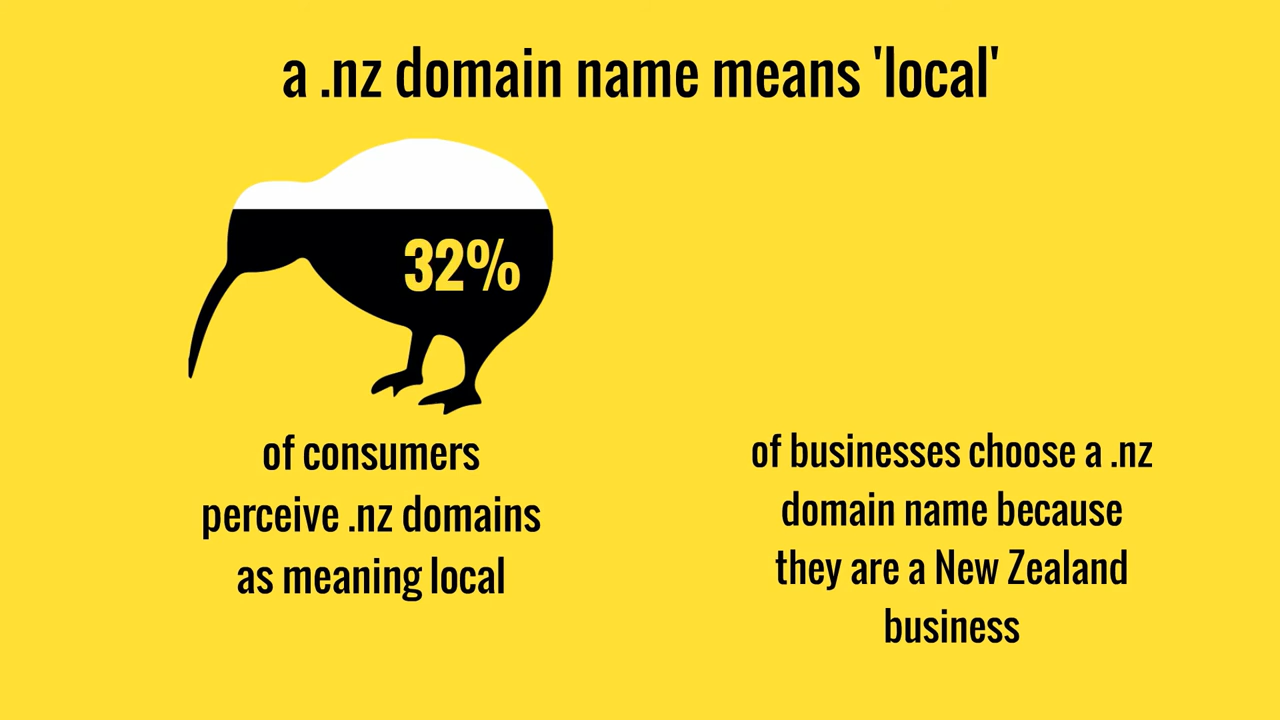 a .nz domain name means 'local'
32%
of consumers
perceive .nz domains
as meaning local
of businesses choose a .nz
domain name because
they are a New Zealand
business